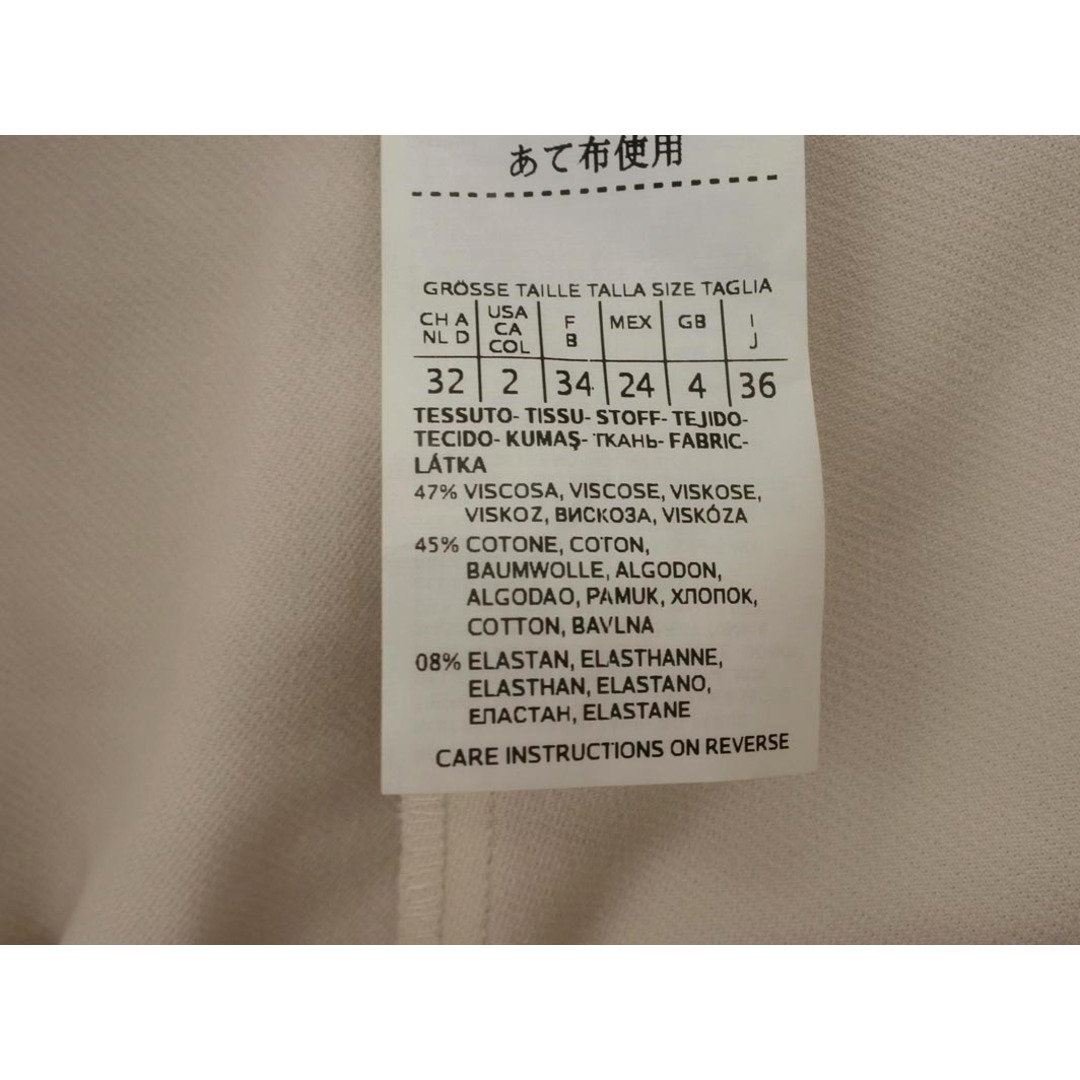 あて布使用
GRÖSSE TAILLE TALLA SIZE TAGLIA
CH A NL D USA CA COL F B MEX GB I J
32 2 34 24 4 36
TESSUTO- TISSU- STOFF- TEJIDO-
TECIDO- KUMAŞ- ТКАНЬ- FABRIC-
LÁTKA
47% VISCOSA, VISCOSE, VISKOSE,
VISKOZ, ВИСКОЗА, VISKÓZA
45% COTONE, COTON,
BAUMWOLLE, ALGODON,
ALGODAO, PAMUK, ХЛОПОК,
COTTON, BAVLNA
08% ELASTAN, ELASTHANNE,
ELASTHAN, ELASTANO,
ЕПАСТАН, ELASTANE
CARE INSTRUCTIONS ON REVERSE